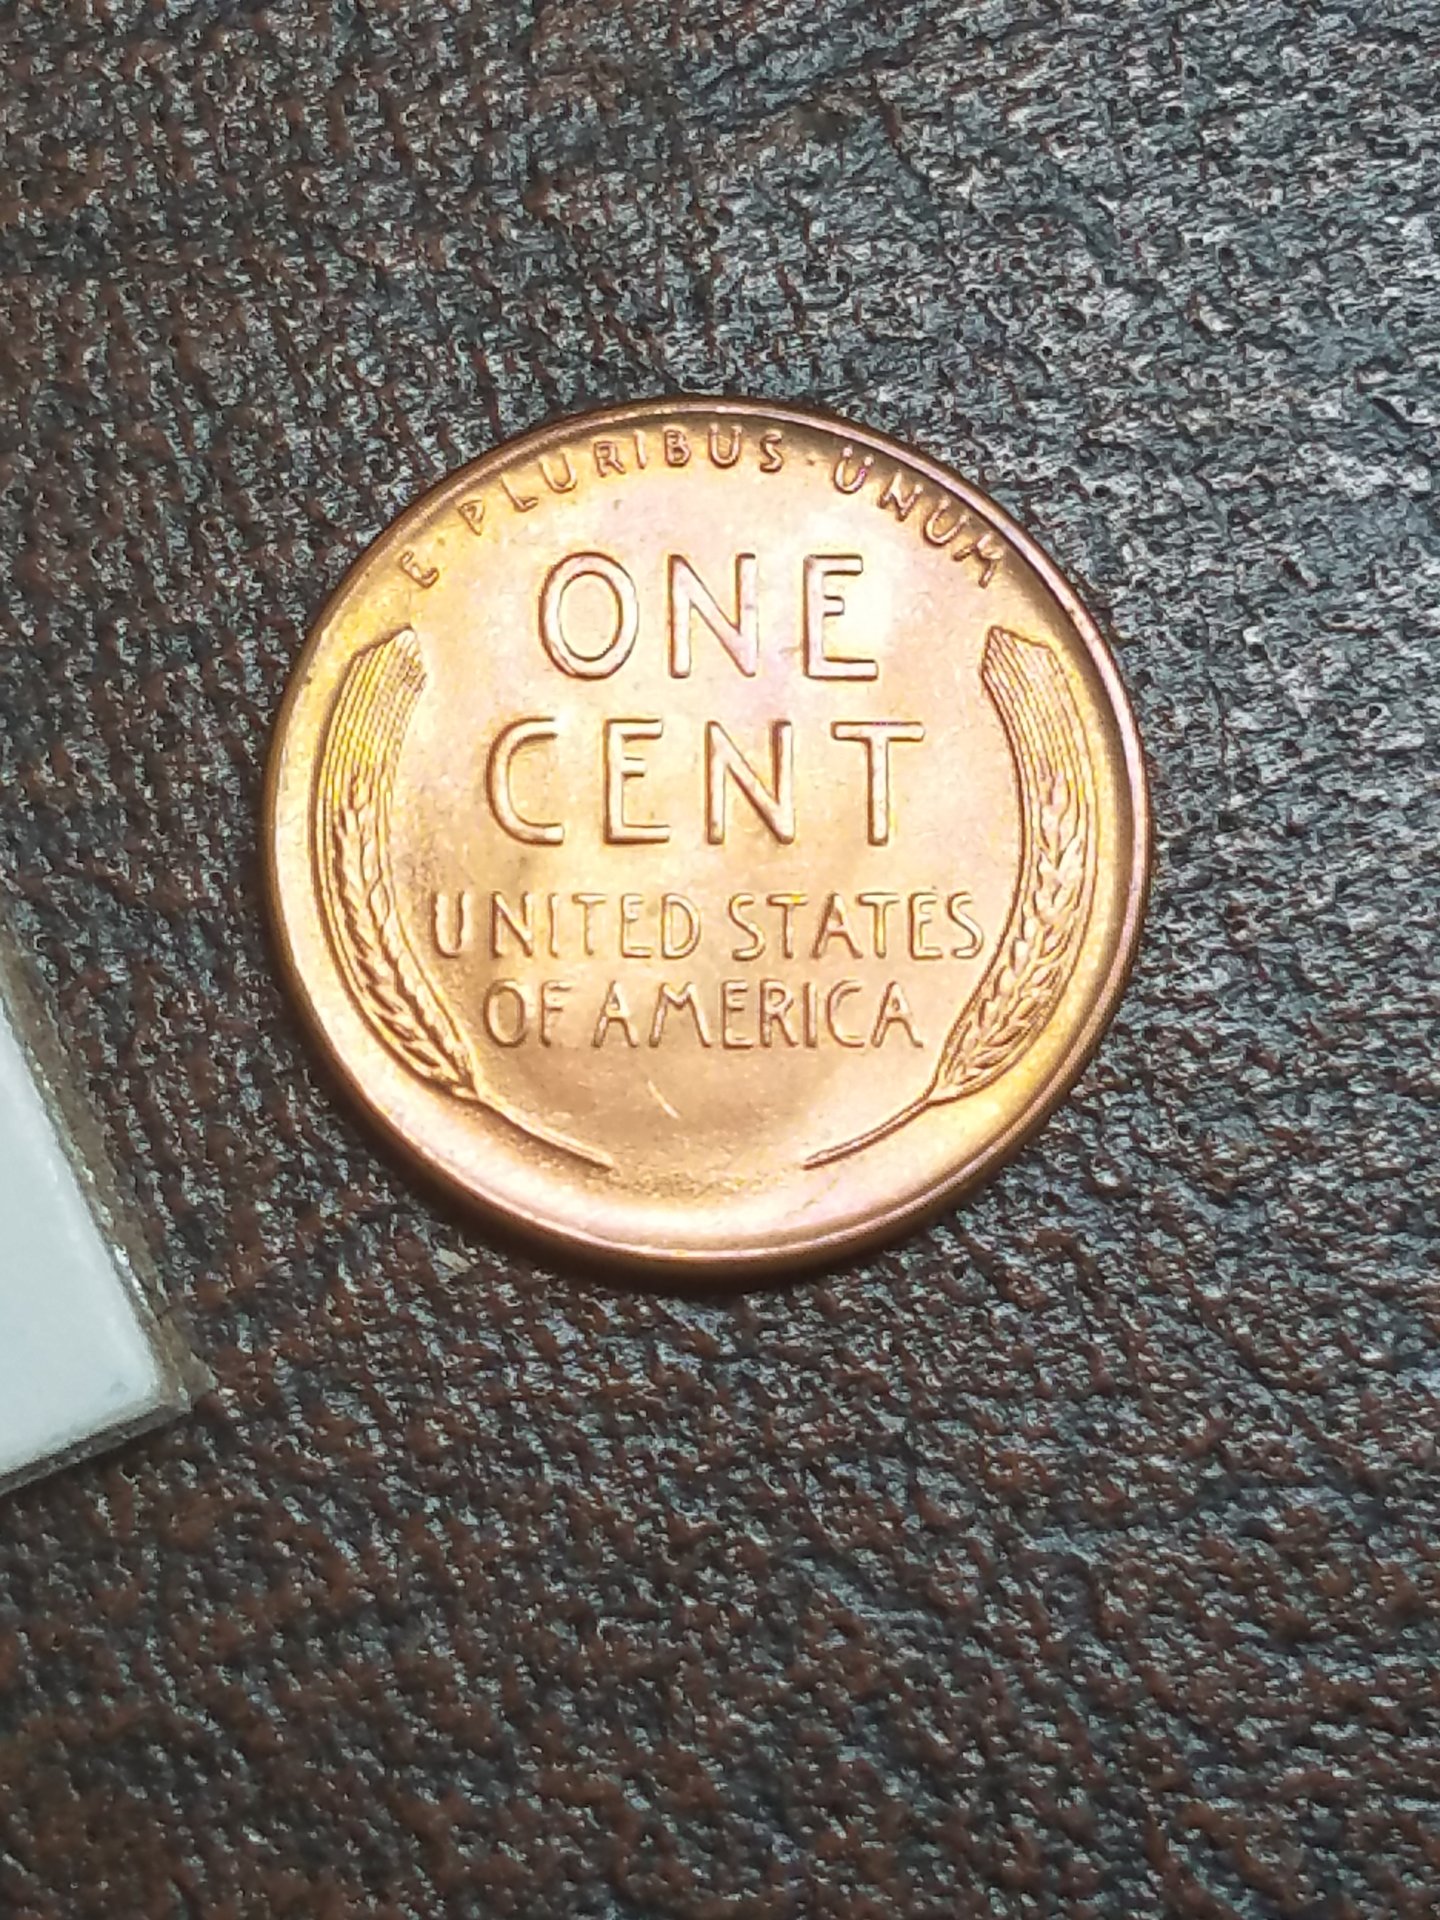 E·PLURIBUS·UNUM
ONE
CENT
UNITED STATES
OF AMERICA